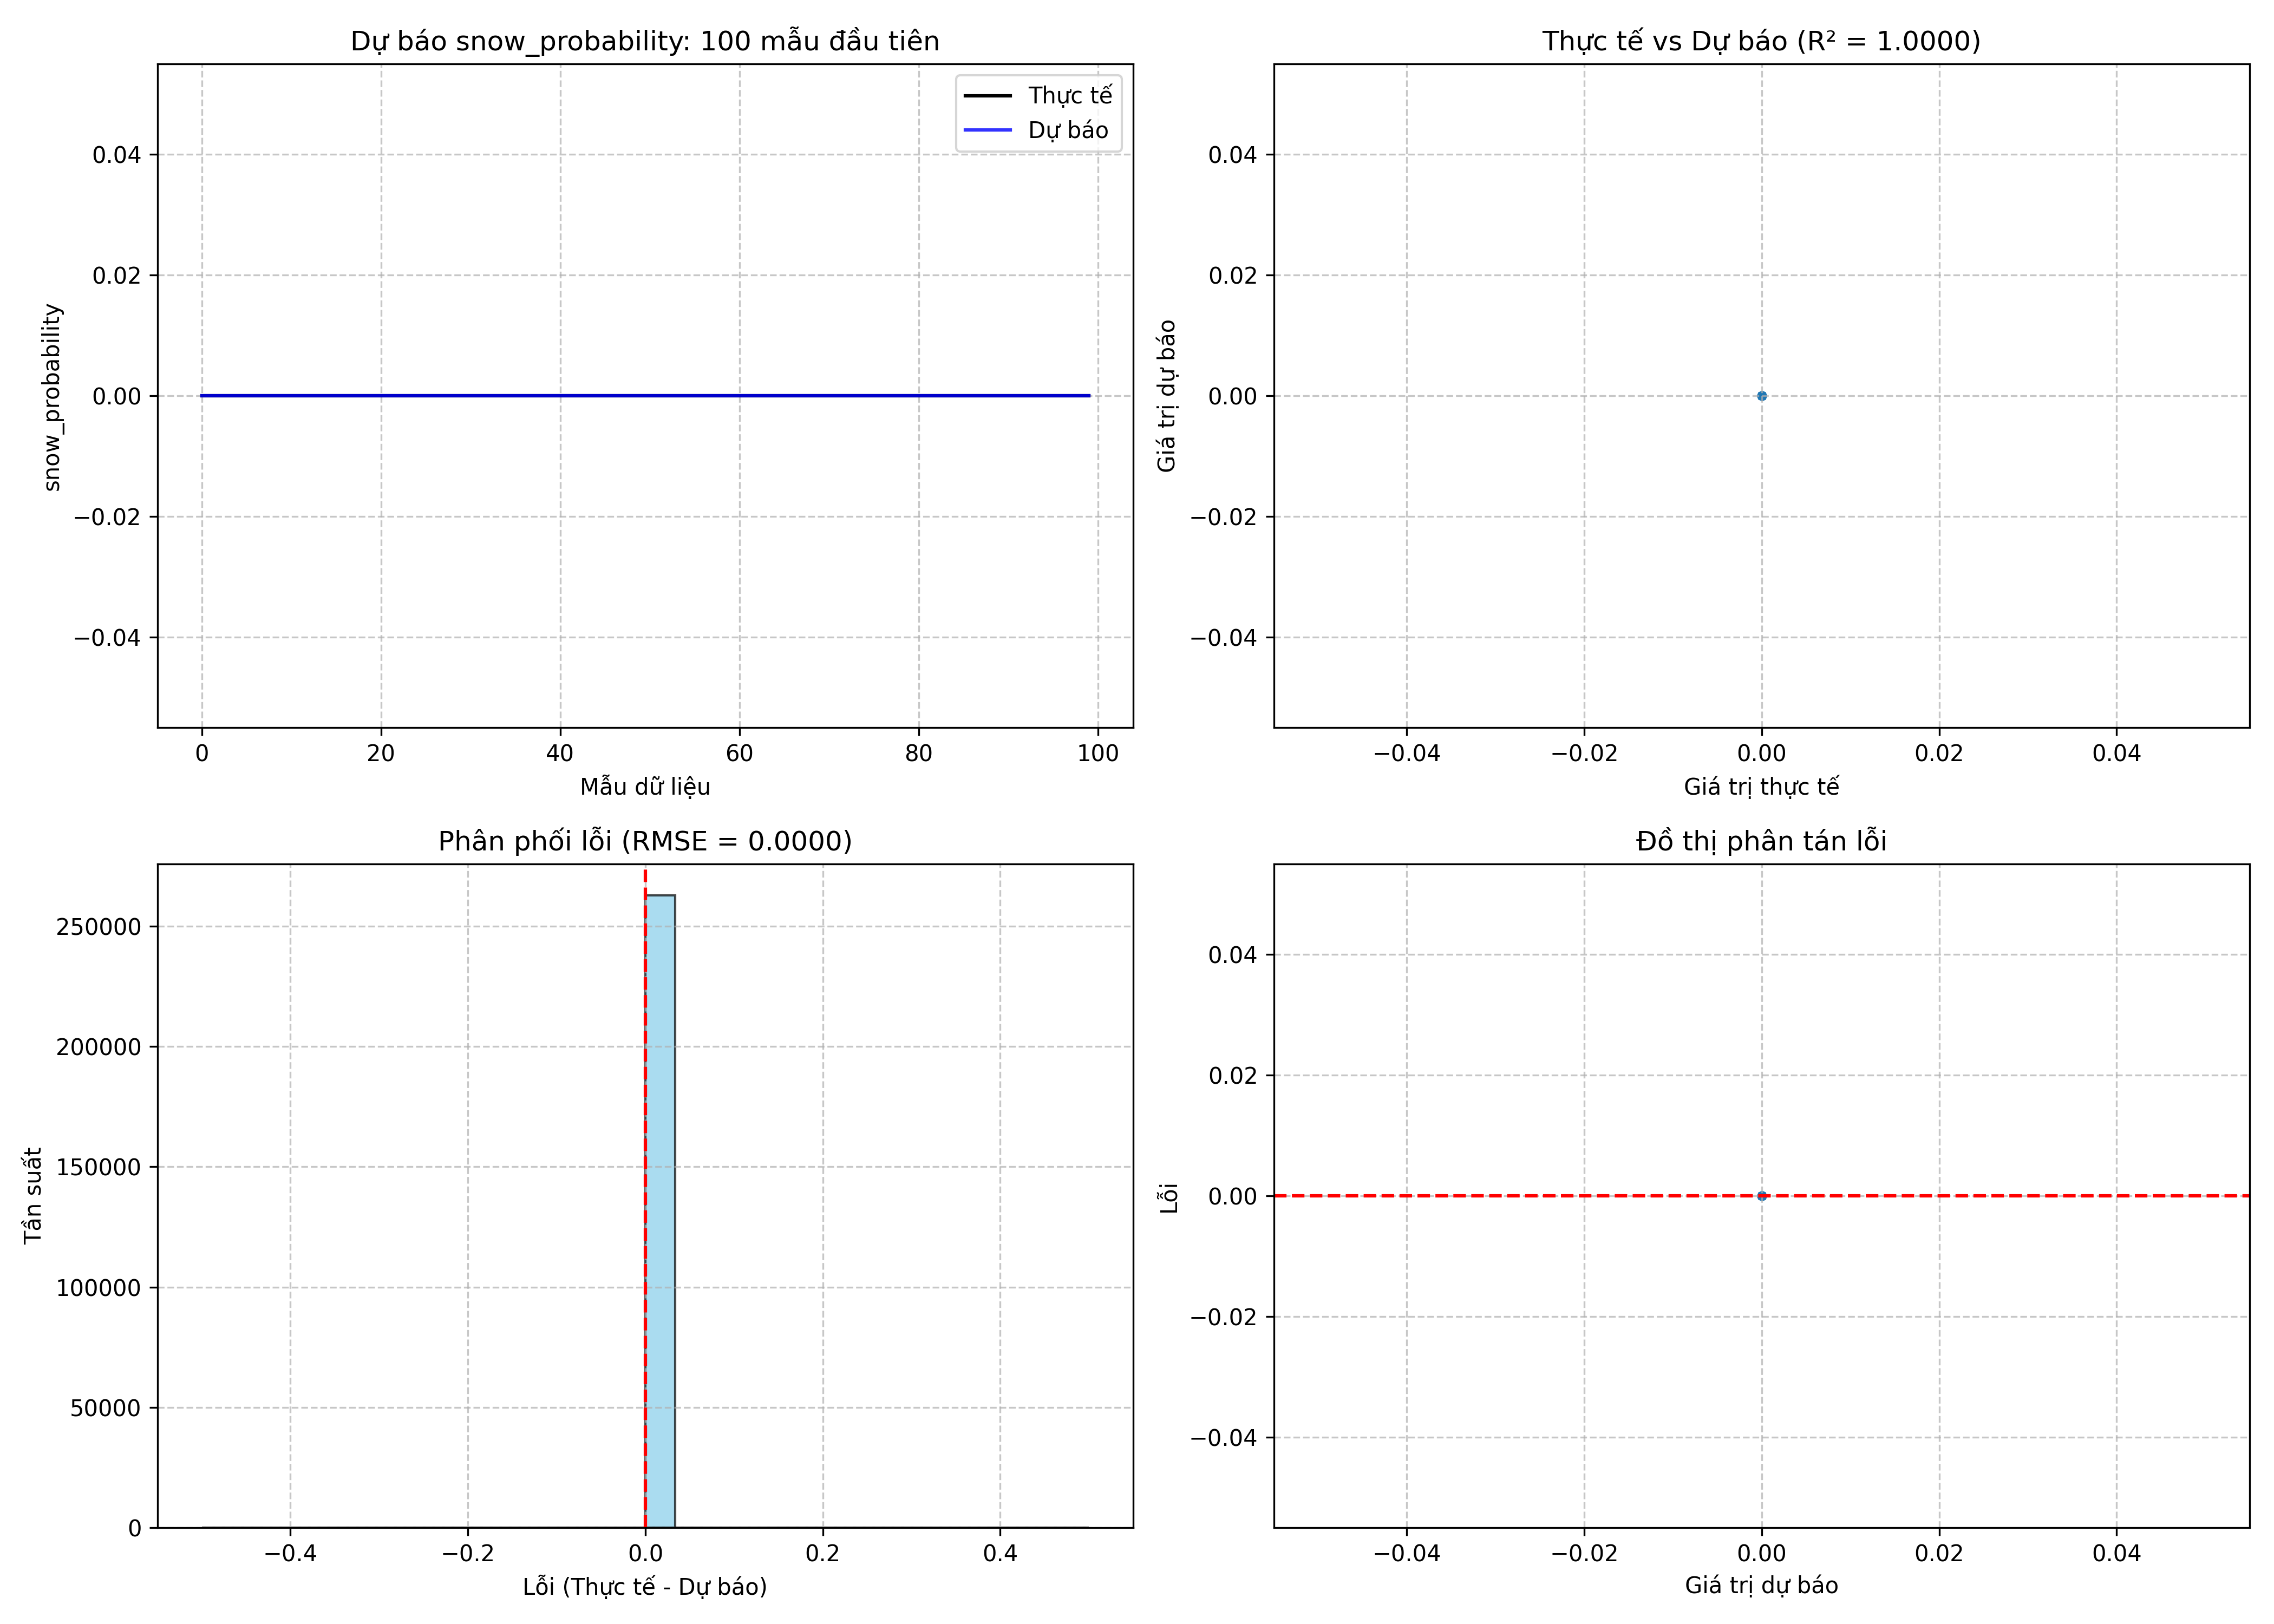 Dự báo snow_probability: 100 mẫu đầu tiên
Thực tế
Dự báo
0.04
0.02
0.00
−0.02
−0.04
snow_probability
0 20 40 60 80 100
Mẫu dữ liệu
Thực tế vs Dự báo (R² = 1.0000)
0.04
0.02
0.00
−0.02
−0.04
Giá trị dự báo
−0.04 −0.02 0.00 0.02 0.04
Giá trị thực tế
Phân phối lỗi (RMSE = 0.0000)
250000
200000
150000
100000
50000
0
Tần suất
−0.4 −0.2 0.0 0.2 0.4
Lỗi (Thực tế - Dự báo)
Đồ thị phân tán lỗi
0.04
0.02
0.00
−0.02
−0.04
Lỗi
−0.04 −0.02 0.00 0.02 0.04
Giá trị dự báo